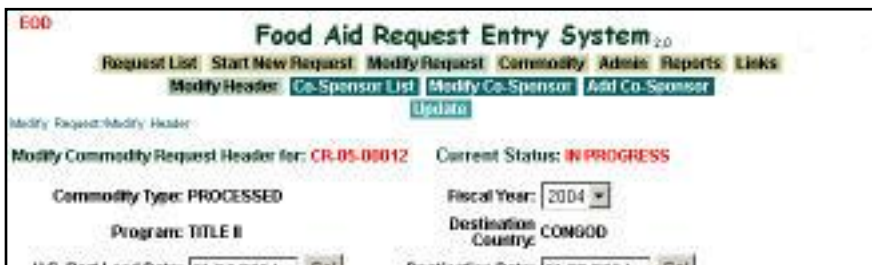 EOD
Food Aid Request Entry System 2.0
Request List Start New Request Modify Request Commodity Admin Reports Links
Modify Header Co-Sponsor List Modify Co-Sponsor Add Co-Sponsor
Update
Modify Request:Modify Header
Modify Commodity Request Header for: CR-05-00012 Current Status: IN PROGRESS
Commodity Type: PROCESSED Fiscal Year: 2004
Program: TITLE II Destination Country: CONGOD